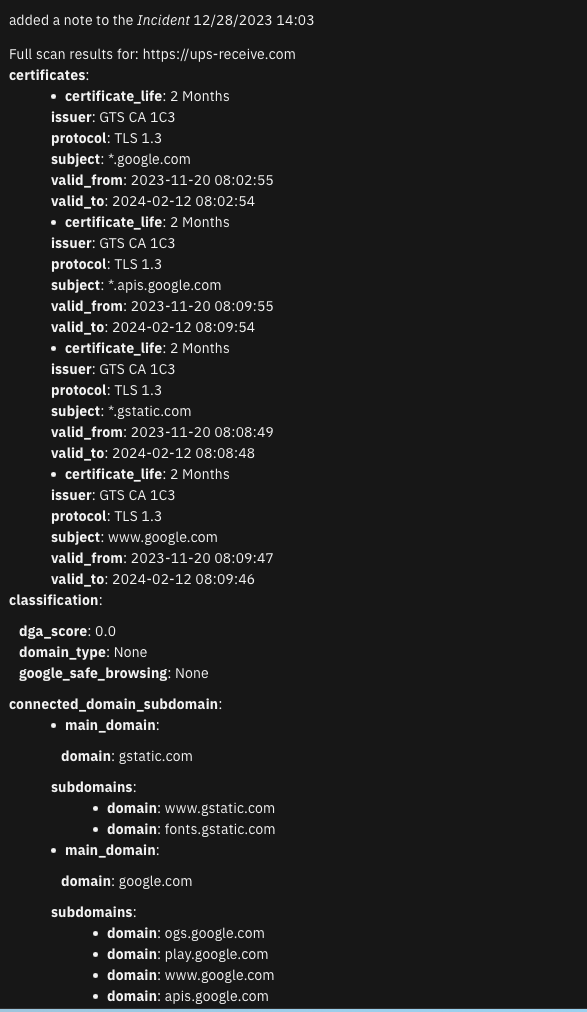 added a note to the Incident 12/28/2023 14:03
Full scan results for: https://ups-receive.com
certificates:
• certificate_life: 2 Months
issuer: GTS CA 1C3
protocol: TLS 1.3
subject: *.google.com
valid_from: 2023-11-20 08:02:55
valid_to: 2024-02-12 08:02:54
• certificate_life: 2 Months
issuer: GTS CA 1C3
protocol: TLS 1.3
subject: *.apis.google.com
valid_from: 2023-11-20 08:09:55
valid_to: 2024-02-12 08:09:54
• certificate_life: 2 Months
issuer: GTS CA 1C3
protocol: TLS 1.3
subject: *.gstatic.com
valid_from: 2023-11-20 08:08:49
valid_to: 2024-02-12 08:08:48
• certificate_life: 2 Months
issuer: GTS CA 1C3
protocol: TLS 1.3
subject: www.google.com
valid_from: 2023-11-20 08:09:47
valid_to: 2024-02-12 08:09:46
classification:
dga_score: 0.0
domain_type: None
google_safe_browsing: None
connected_domain_subdomain:
• main_domain:
domain: gstatic.com
subdomains:
• domain: www.gstatic.com
• domain: fonts.gstatic.com
• main_domain:
domain: google.com
subdomains:
• domain: ogs.google.com
• domain: play.google.com
• domain: www.google.com
• domain: apis.google.com